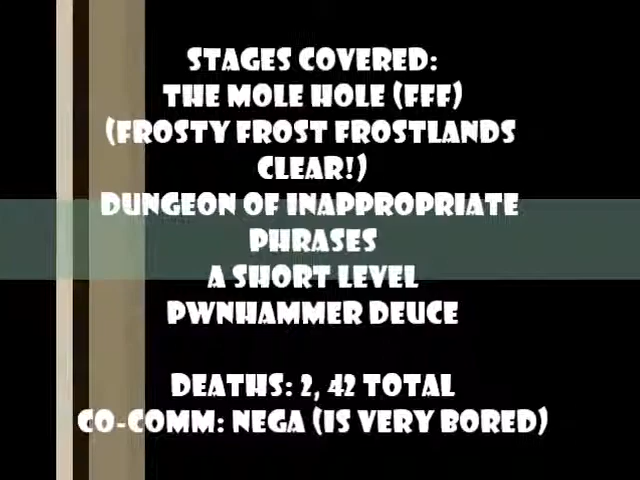 STAGES COVERED:
THE MOLE HOLE (FFF)
(FROSTY FROST FROSTLANDS
CLEAR!)
DUNGEON OF INAPPROPRIATE
PHRASES
A SHORT LEVEL
PWNHAMMER DEUCE
DEATHS: 2, 42 TOTAL
CO-COMM: NEGA (IS VERY BORED)